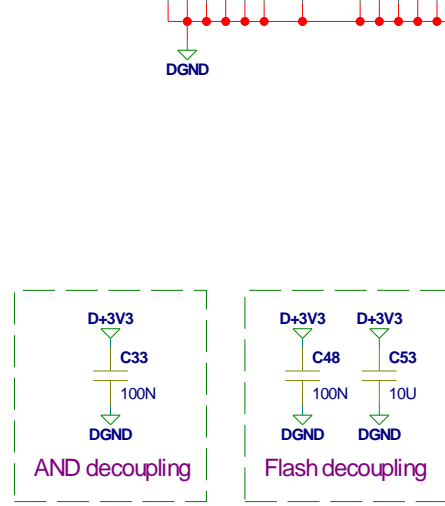 DGND
D+3V3
C33
100N
DGND
AND decoupling
D+3V3 D+3V3
C48 C53
100N 10U
DGND DGND
Flash decoupling